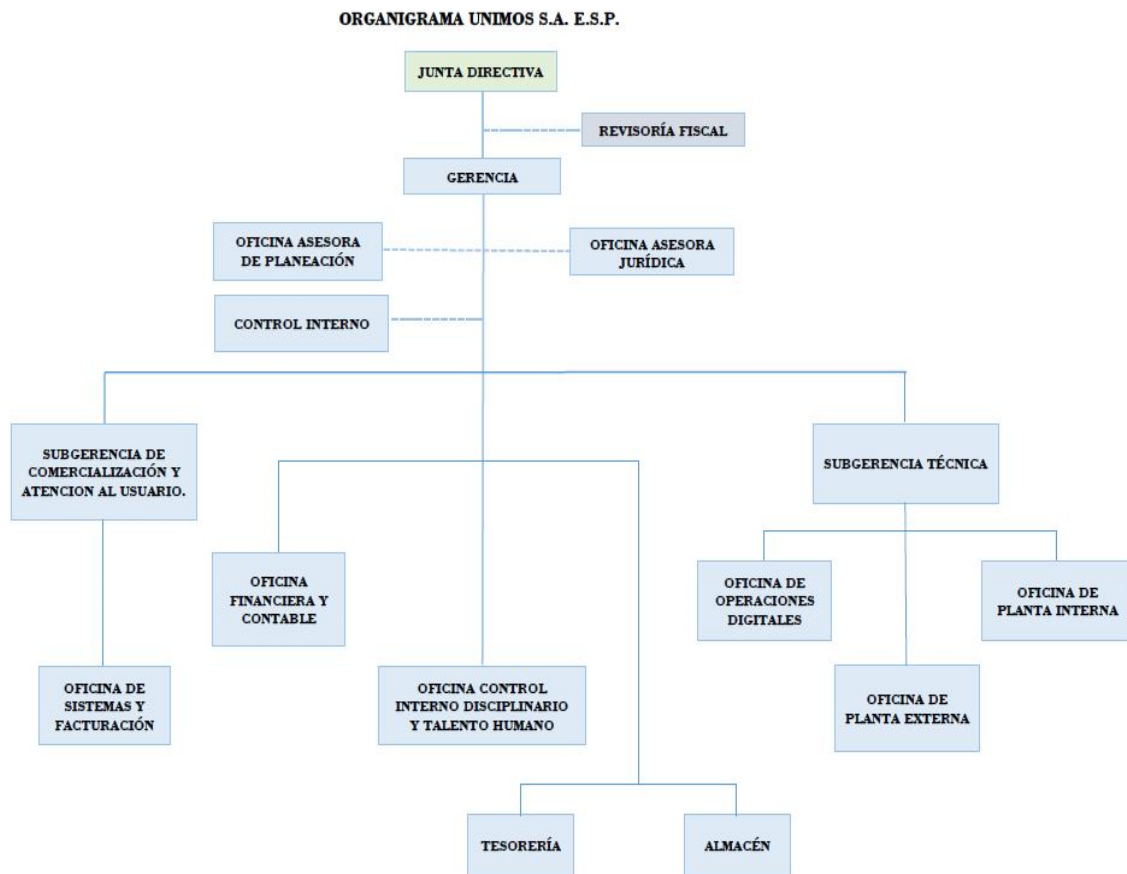 ORGANIGRAMA UNIMOS S.A. E.S.P.
JUNTA DIRECTIVA
REVISORÍA FISCAL
GERENCIA
OFICINA ASESORA
DE PLANEACIÓN
OFICINA ASESORA
JURÍDICA
CONTROL INTERNO
SUBGERENCIA DE
COMERCIALIZACIÓN Y
ATENCION AL USUARIO.
SUBGERENCIA TÉCNICA
OFICINA
FINANCIERA Y
CONTABLE
OFICINA DE
OPERACIONES
DIGITALES
OFICINA DE
PLANTA INTERNA
OFICINA DE
SISTEMAS Y
FACTURACIÓN
OFICINA CONTROL
INTERNO DISCIPLINARIO
Y TALENTO HUMANO
OFICINA DE
PLANTA EXTERNA
TESORERÍA
ALMACÉN